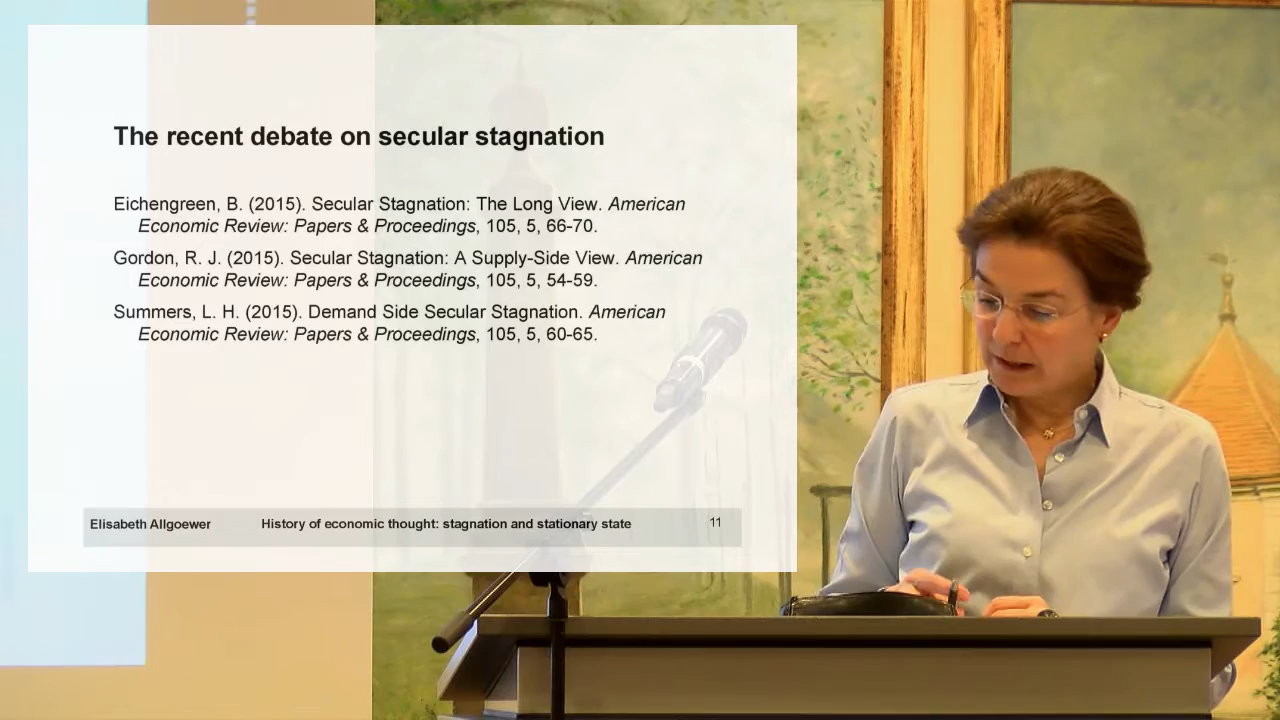 The recent debate on secular stagnation
Eichengreen, B. (2015). Secular Stagnation: The Long View. American
Economic Review: Papers & Proceedings, 105, 5, 66-70.
Gordon, R. J. (2015). Secular Stagnation: A Supply-Side View. American
Economic Review: Papers & Proceedings, 105, 5, 54-59.
Summers, L. H. (2015). Demand Side Secular Stagnation. American
Economic Review: Papers & Proceedings, 105, 5, 60-65.
Elisabeth Allgoewer History of economic thought: stagnation and stationary state 11